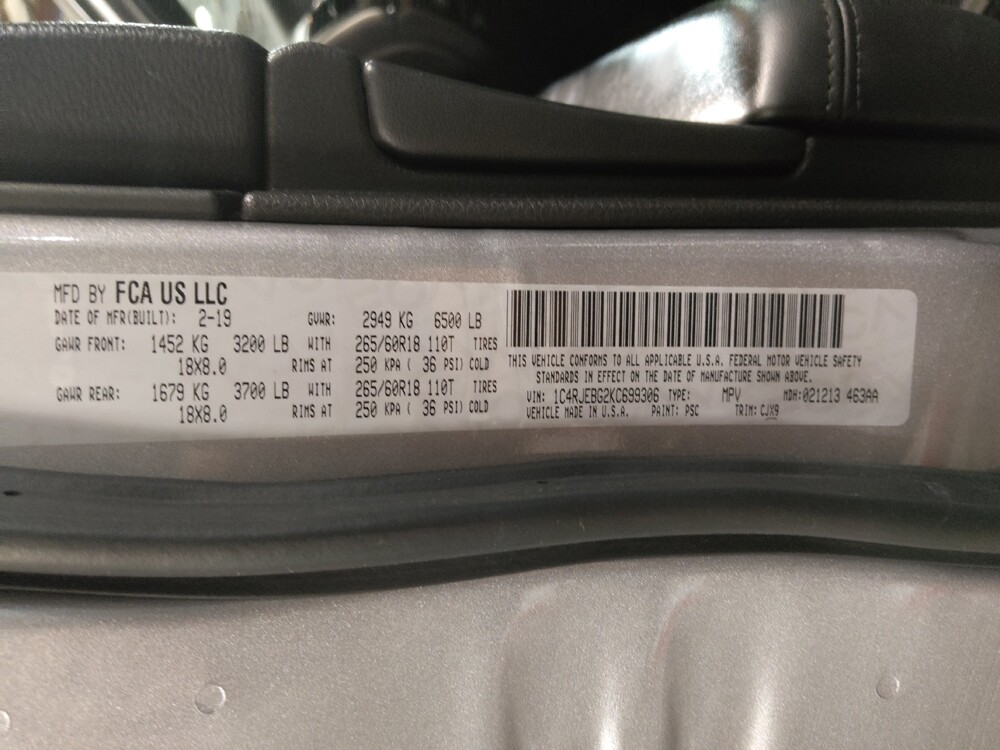 MFD BY FCA US LLC
DATE OF MFR(BUILT): 2-19 GVWR: 2949 KG 6500 LB
GAWR FRONT: 1452 KG 3200 LB WITH 265/60R18 110T TIRES
18X8.0 RIMS AT 250 KPA ( 36 PSI) COLD
GAWR REAR: 1679 KG 3700 LB WITH 265/60R18 110T TIRES
18X8.0 RIMS AT 250 KPA ( 36 PSI) COLD
THIS VEHICLE CONFORMS TO ALL APPLICABLE U.S.A. FEDERAL MOTOR VEHICLE SAFETY
STANDARDS IN EFFECT ON THE DATE OF MANUFACTURE SHOWN ABOVE.
VIN: 1C4RJEBG2KC699306 TYPE: MPV MDH:021213 463AA
VEHICLE MADE IN U.S.A. PAINT: PSC TRIM: CJX9